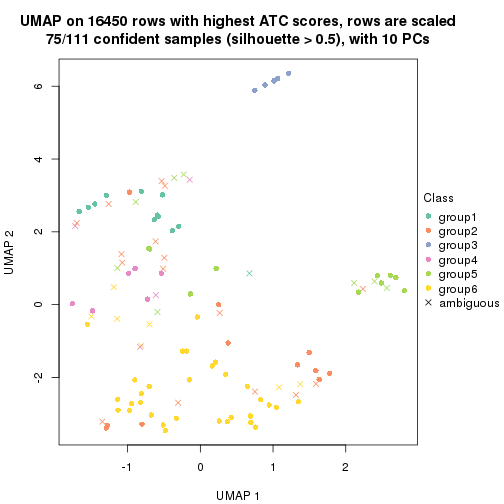 UMAP on 16450 rows with highest ATC scores, rows are scaled
75/111 confident samples (silhouette > 0.5), with 10 PCs
6
4
2
0
-2
UMAP 2
-1
0
1
2
UMAP 1
Class
group1
group2
group3
group4
group5
group6
ambiguous